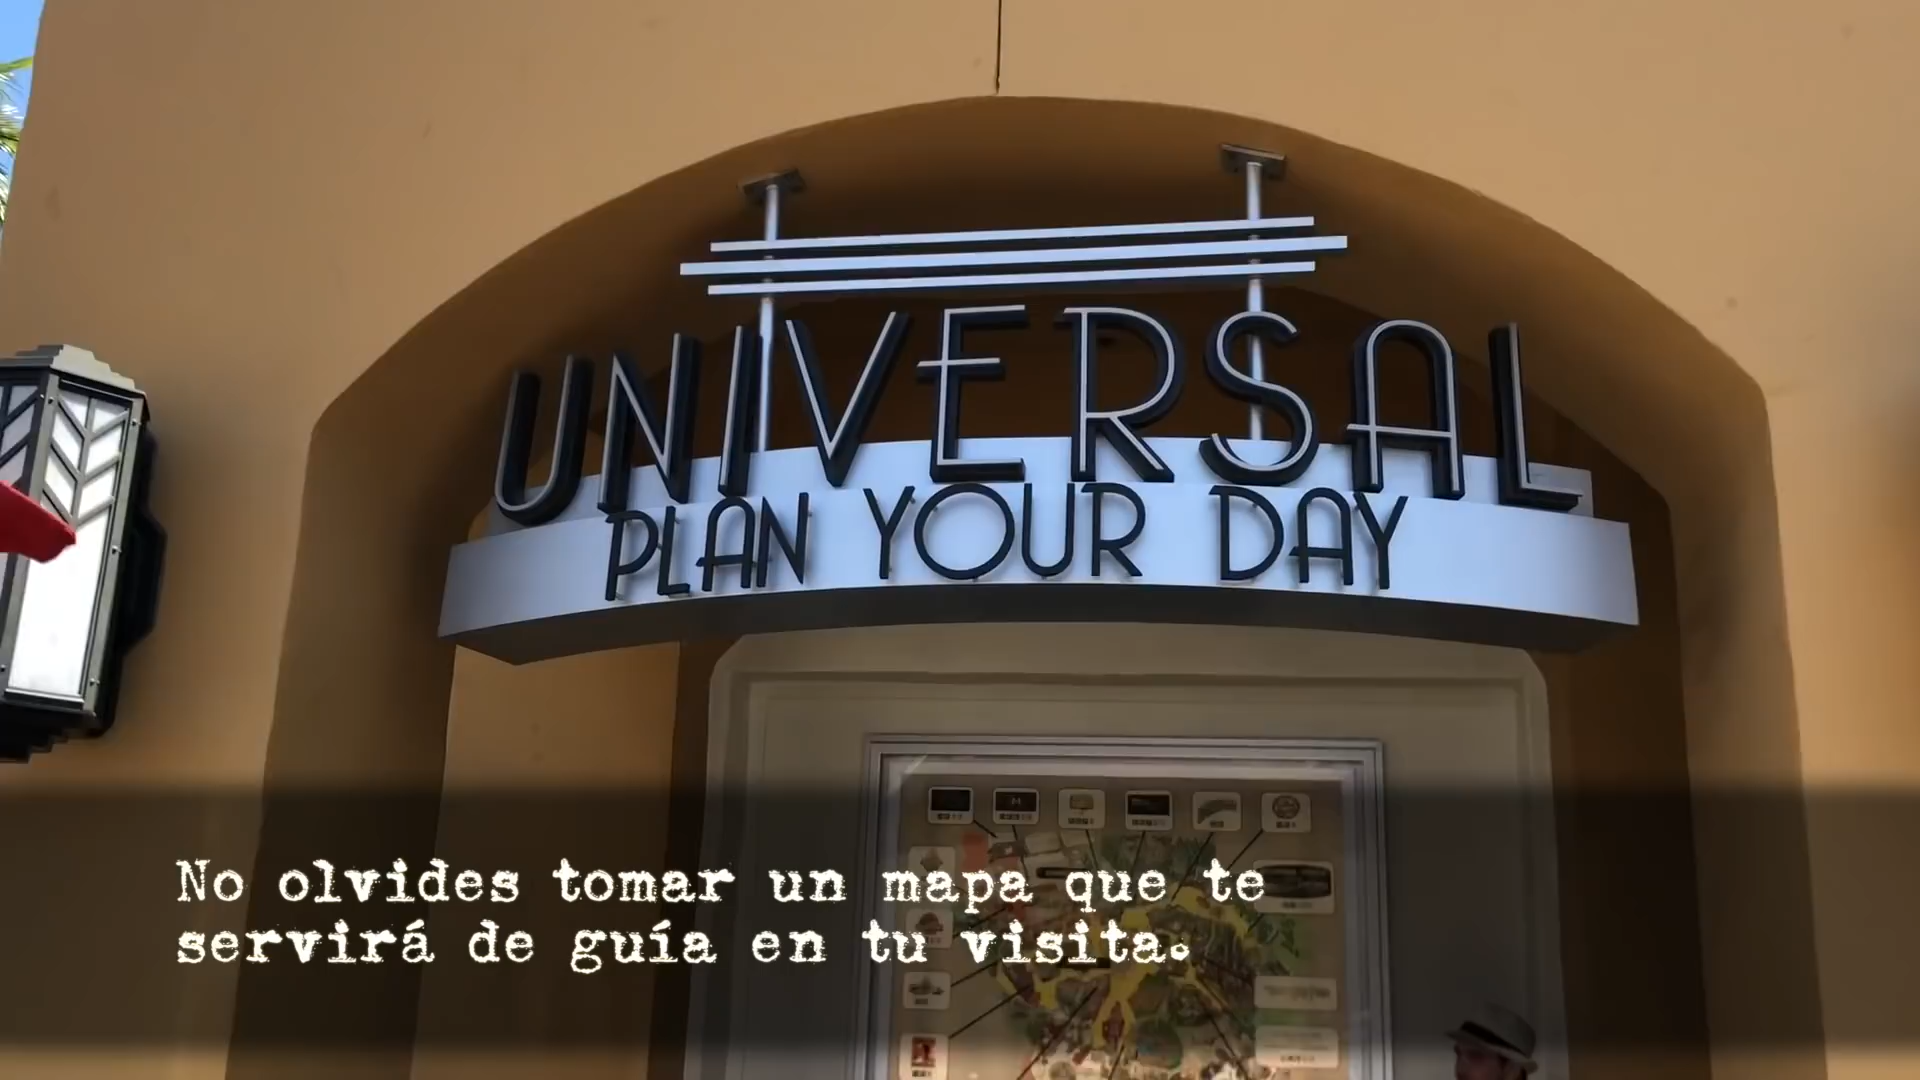 UNIVERSAL
PLAN YOUR DAY
No olvides tomar un mapa que te
servirá de guía en tu visita.